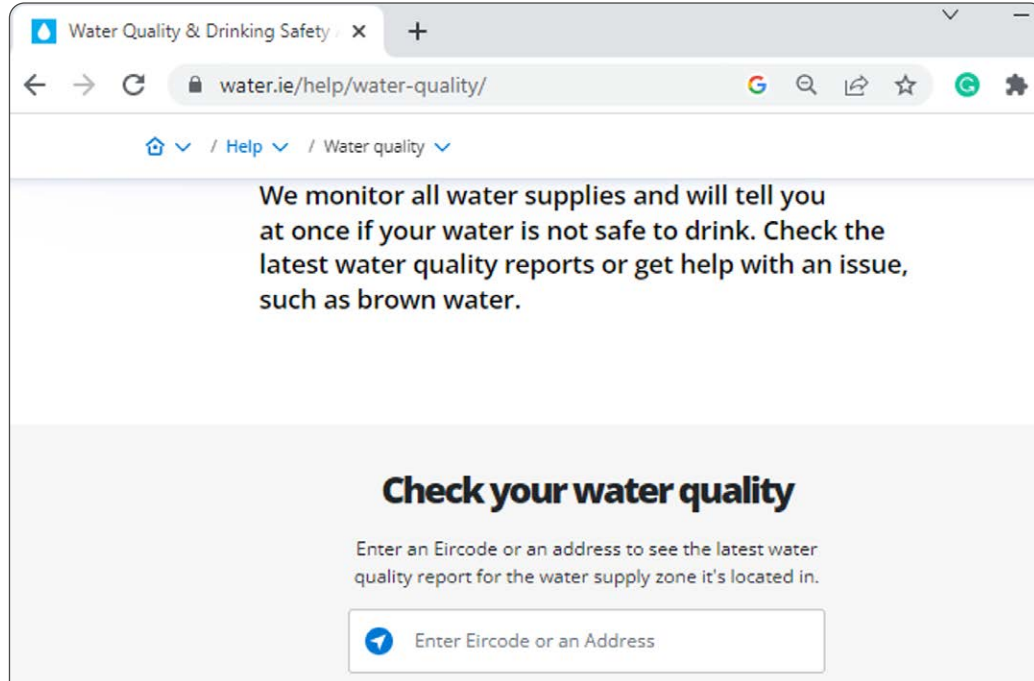 Water Quality & Drinking Safety
water.ie/help/water-quality/
/ Help / Water quality
We monitor all water supplies and will tell you
at once if your water is not safe to drink. Check the
latest water quality reports or get help with an issue,
such as brown water.
Check your water quality
Enter an Eircode or an address to see the latest water
quality report for the water supply zone it's located in.
Enter Eircode or an Address